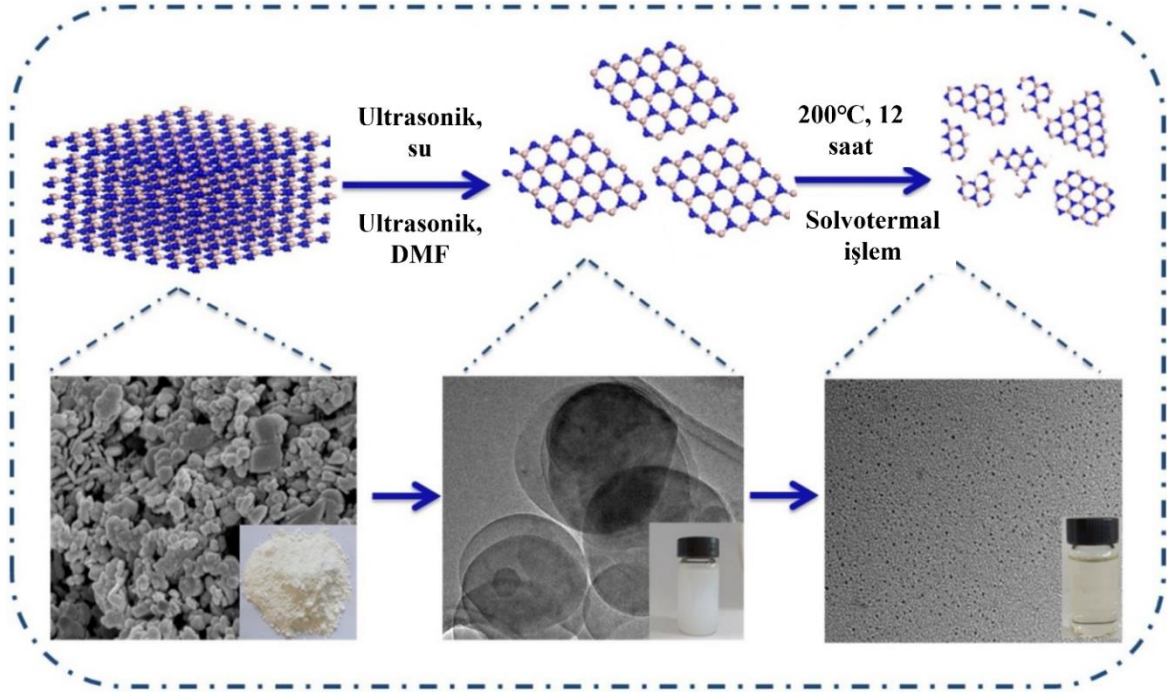 Ultrasonik,
su
Ultrasonik,
DMF
200°C, 12
saat
Solvotermal
işlem